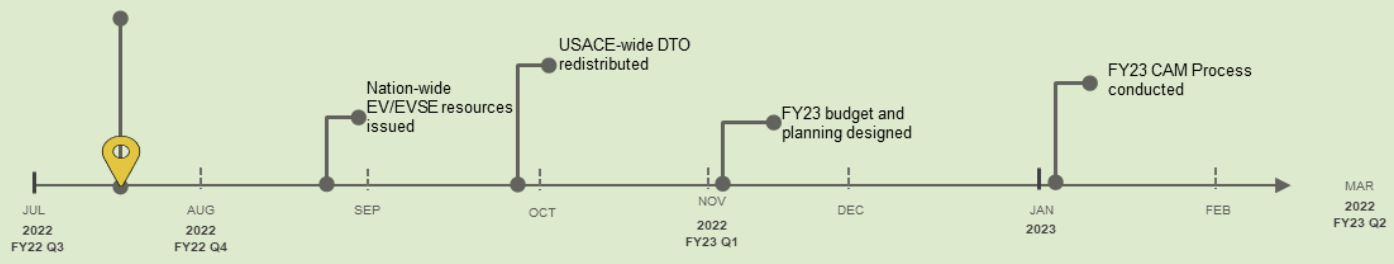 USACE-wide DTO
redistributed
FY23 CAM Process
conducted
Nation-wide
EV/EVSE resources
issued
FY23 budget and
planning designed
JUL
2022
FY22 Q3
AUG
2022
FY22 Q4
SEP
OCT
NOV
2022
FY23 Q1
DEC
JAN
2023
FEB
MAR
2022
FY23 Q2